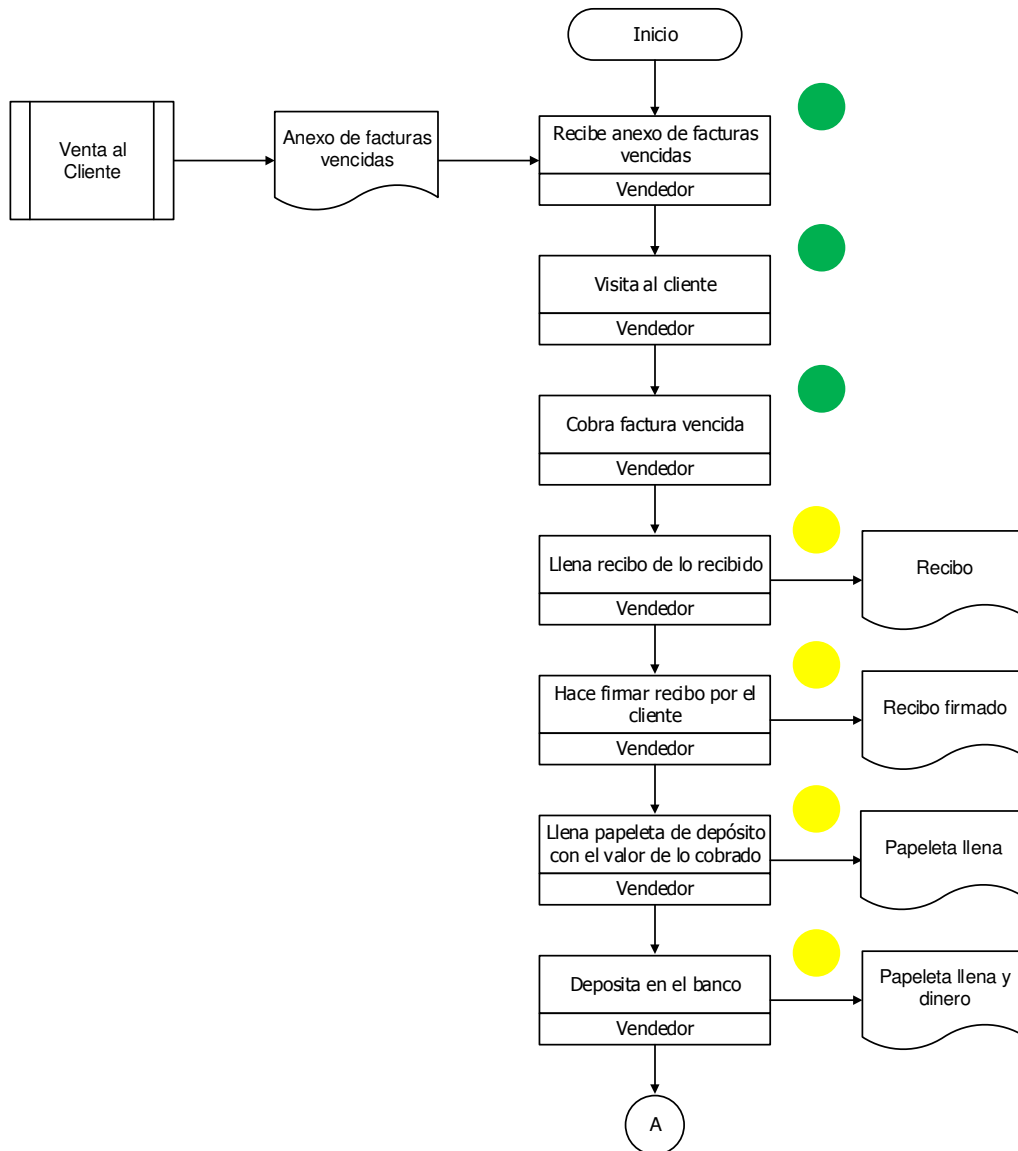 Inicio
Venta al
Cliente
Anexo de facturas
vencidas
Recibe anexo de facturas
vencidas
Vendedor
Visita al cliente
Vendedor
Cobra factura vencida
Vendedor
Llena recibo de lo recibido
Vendedor
Recibo
Hace firmar recibo por el
cliente
Vendedor
Recibo firmado
Llena papeleta de depósito
con el valor de lo cobrado
Vendedor
Papeleta llena
Deposita en el banco
Vendedor
Papeleta llena y
dinero
A